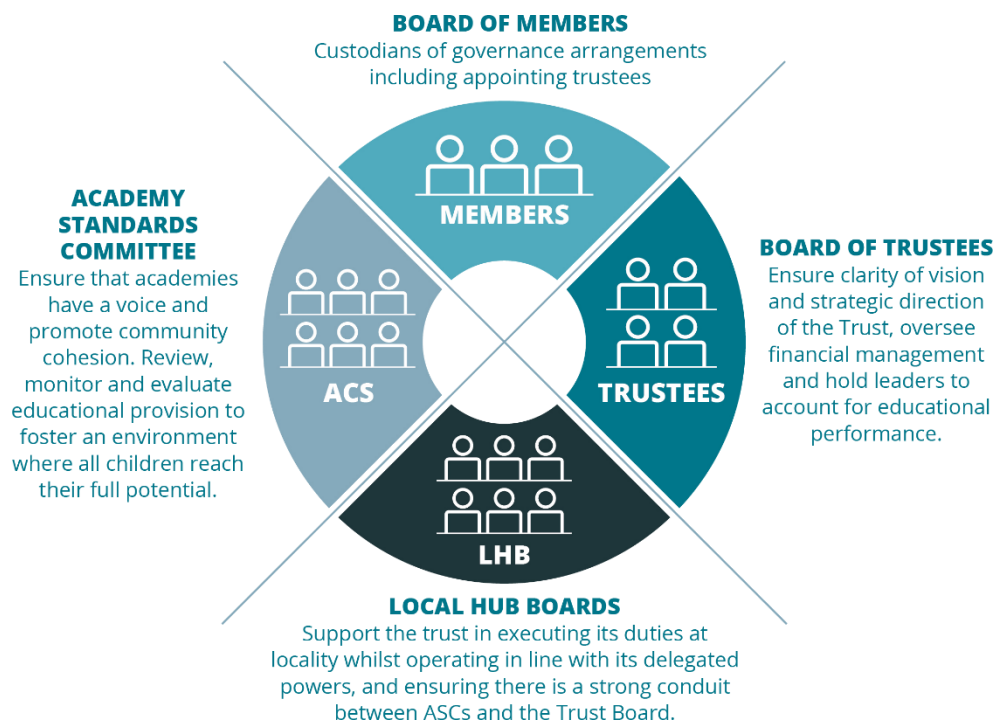 BOARD OF MEMBERS
Custodians of governance arrangements
including appointing trustees
MEMBERS
ACADEMY
STANDARDS
COMMITTEE
Ensure that academies
have a voice and
promote community
cohesion. Review,
monitor and evaluate
educational provision to
foster an environment
where all children reach
their full potential.
ACS
BOARD OF TRUSTEES
Ensure clarity of vision
and strategic direction
of the Trust, oversee
financial management
and hold leaders to
account for educational
performance.
TRUSTEES
LHB
LOCAL HUB BOARDS
Support the trust in executing its duties at
locality whilst operating in line with its delegated
powers, and ensuring there is a strong conduit
between ASCs and the Trust Board.